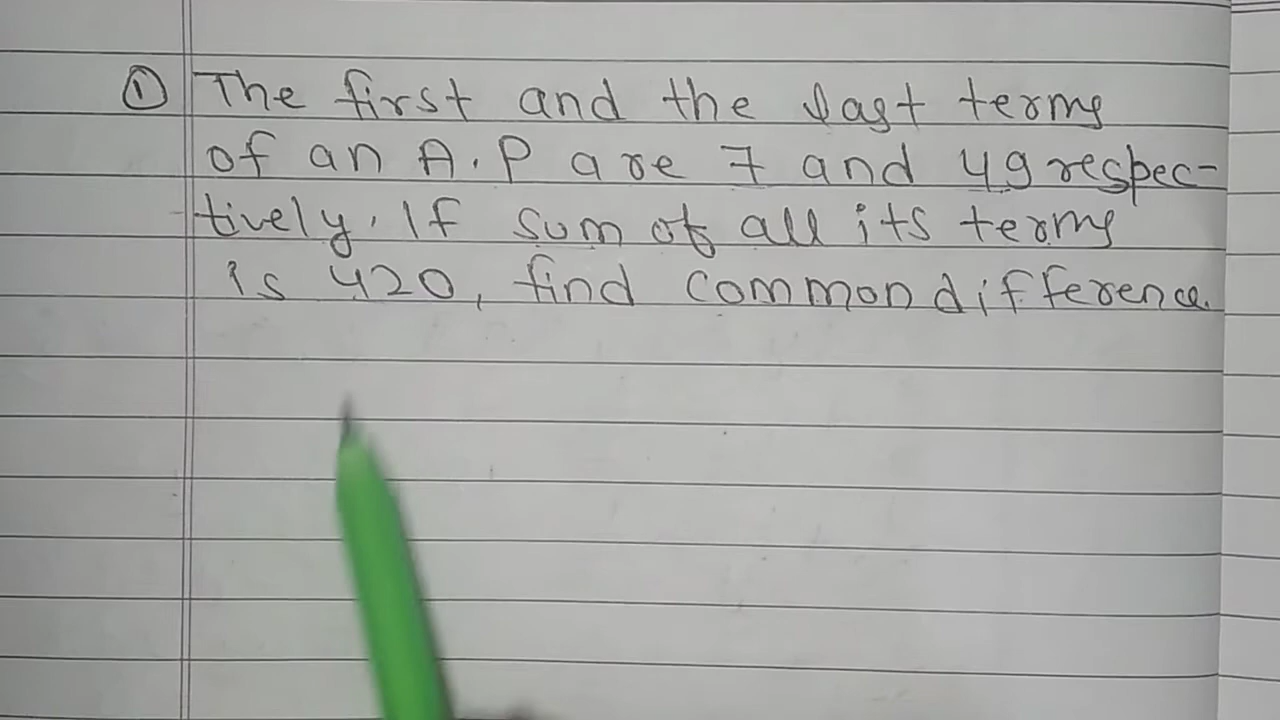 ① The first and the last terms
of an A.P are 7 and 49 respec-
tively. If sum of all its terms
is 420, find common difference.